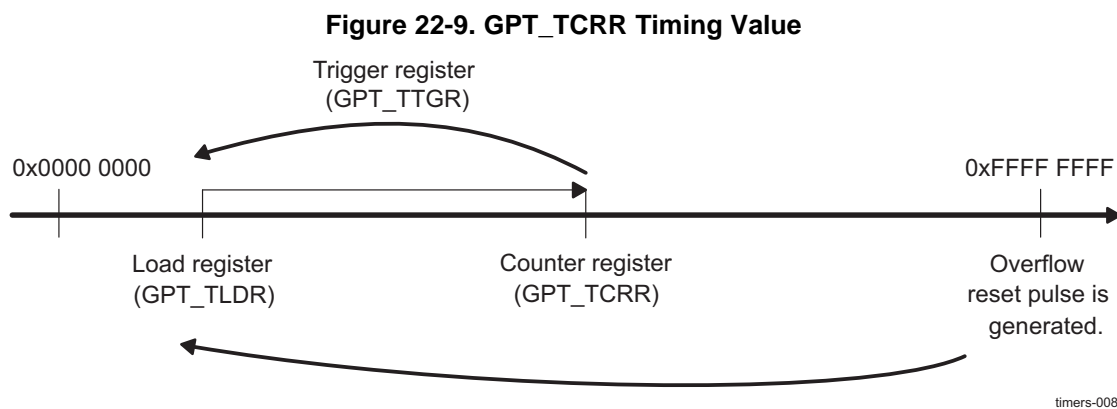 Figure 22-9. GPT_TCRR Timing Value
Trigger register
(GPT_TTGR)
0x0000 0000
0xFFFF FFFF
Load register
(GPT_TLDR)
Counter register
(GPT_TCRR)
Overflow
reset pulse is
generated.
timers-008